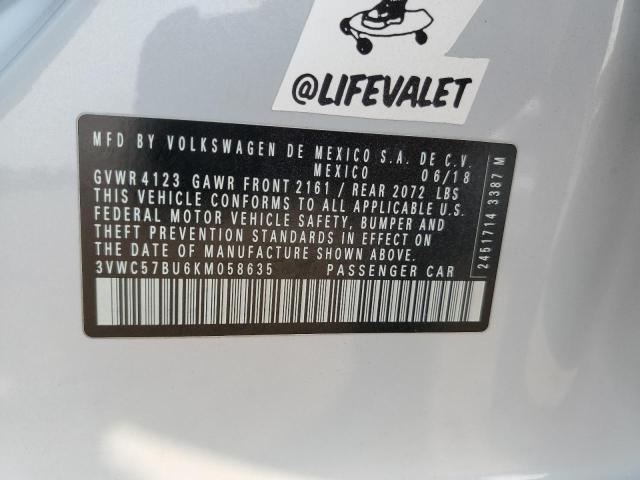 @LIFEVALET
MFD BY VOLKSWAGEN DE MEXICO S.A. DE C.V.
MEXICO 06/18
GVWR 4123 GAWR FRONT 2161 / REAR 2072 LBS
THIS VEHICLE CONFORMS TO ALL APPLICABLE U.S.
FEDERAL MOTOR VEHICLE SAFETY, BUMPER AND
THEFT PREVENTION STANDARDS IN EFFECT ON
THE DATE OF MANUFACTURE SHOWN ABOVE.
3VWC57BU6KM058635 PASSENGER CAR
2451714 3387 M